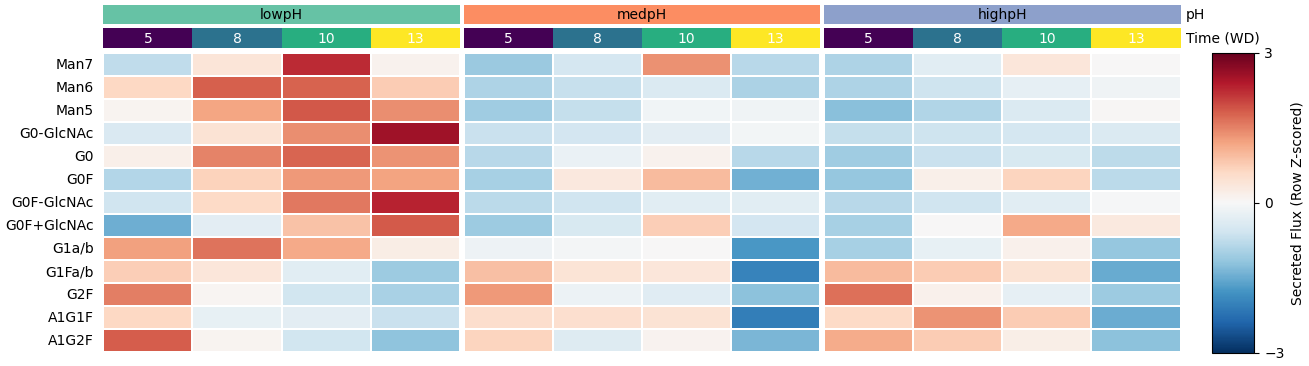 lowpH medpH highpH pH
5 8 10 13 5 8 10 13 5 8 10 13 Time (WD)
Man7
Man6
Man5
G0-GlcNAc
G0
G0F
G0F-GlcNAc
G0F+GlcNAc
G1a/b
G1Fa/b
G2F
A1G1F
A1G2F
3
0
−3
Secreted Flux (Row Z-scored)